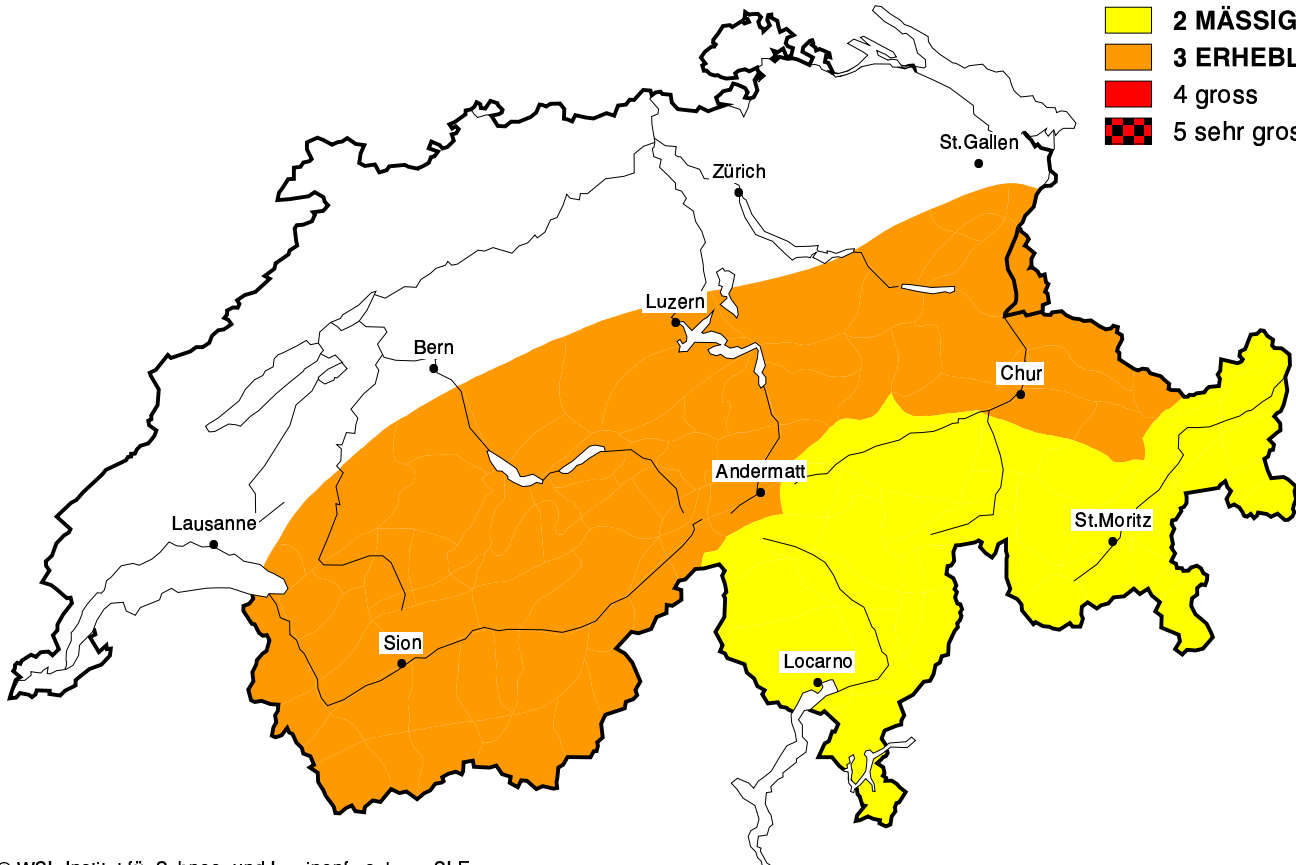 2 MÄSSIG
3 ERHEBL
4 gross
5 sehr gros
St.Gallen
Zürich
Luzern
Bern
Chur
Andermatt
Lausanne
St.Moritz
Sion
Locarno